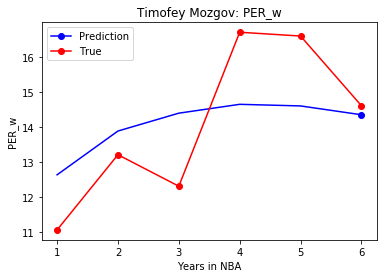 Timofey Mozgov: PER_w
Prediction
True
PER_w
16
15
14
13
12
11
1 2 3 4 5 6
Years in NBA